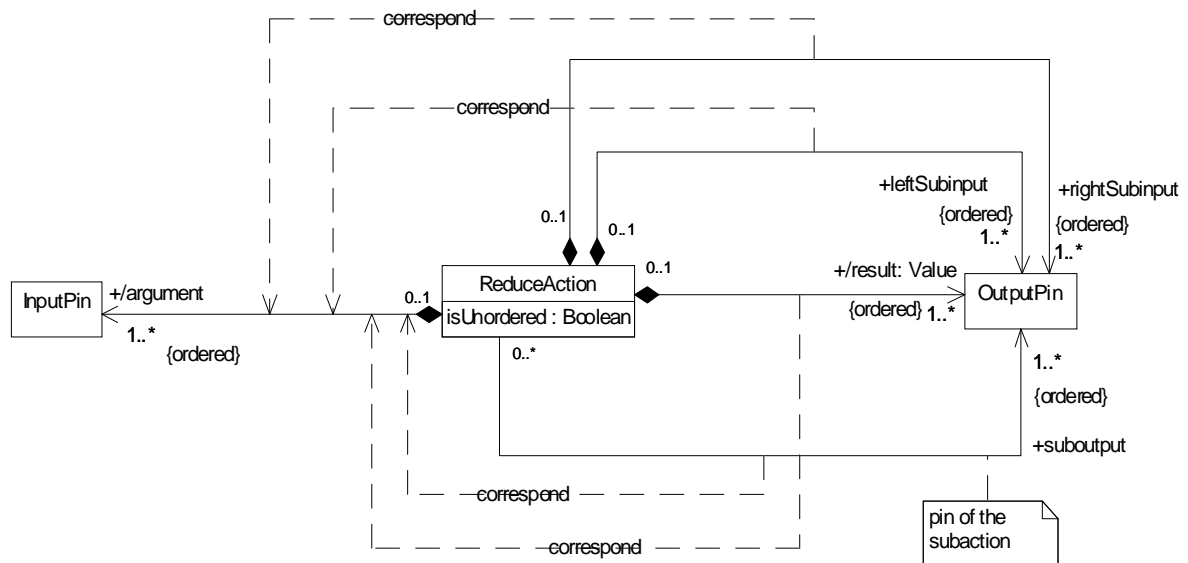 correspond
correspond
+leftSubinput
+rightSubinput
{ordered}
{ordered}
0..1
0..1
1..*
1..*
InputPin
+/argument
0..1
ReduceAction
0..1
+/result: Value
OutputPin
1..*
isUnordered : Boolean
{ordered}
1..*
{ordered}
0..*
1..*
{ordered}
+suboutput
correspond
pin of the
subaction
correspond